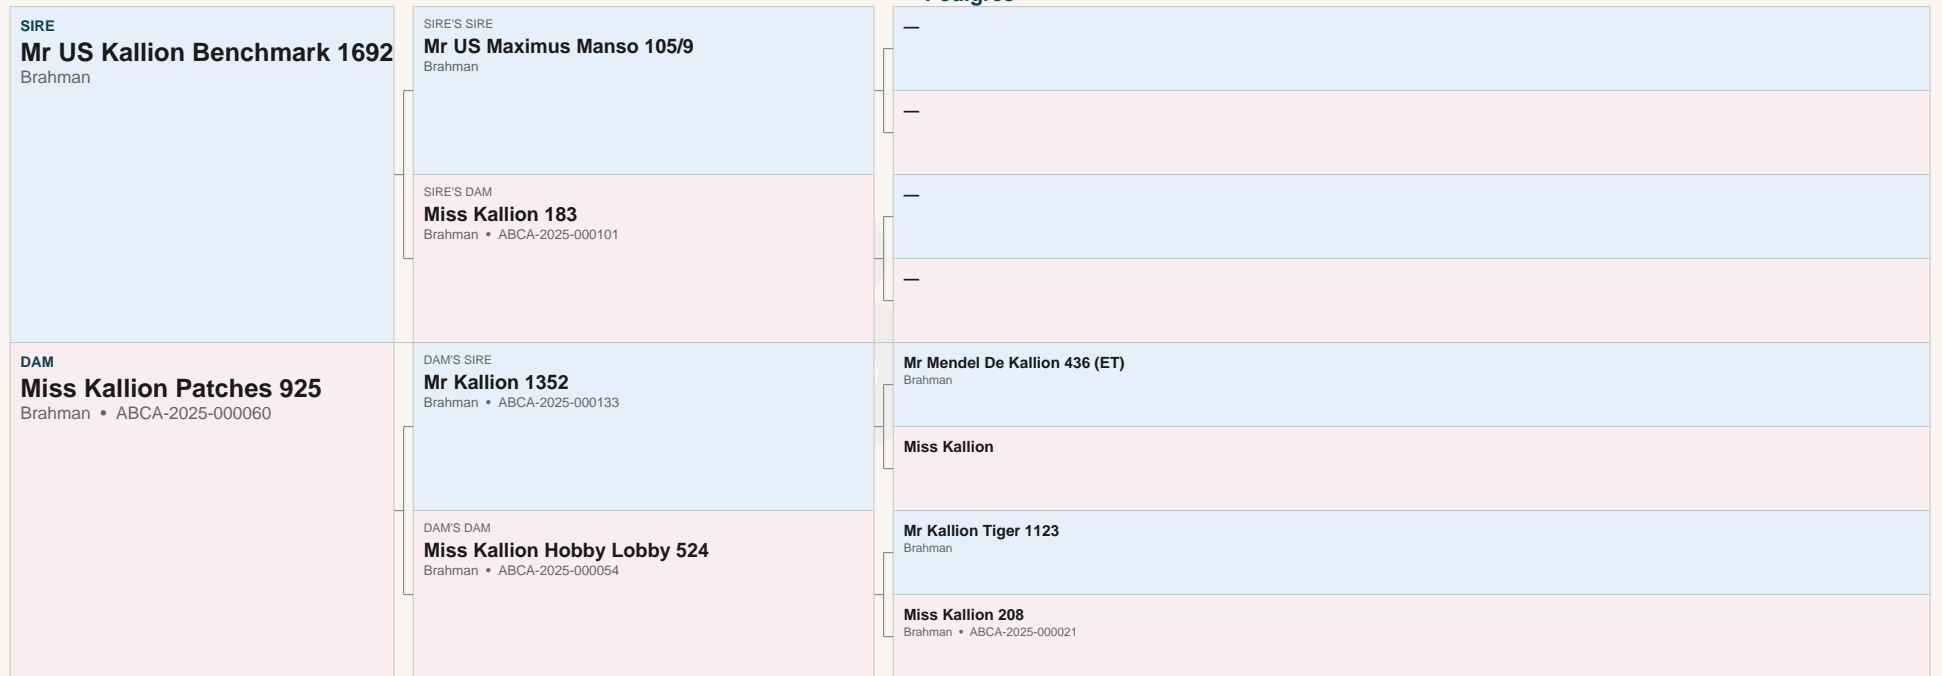 Pedigree
SIRE
Mr US Kallion Benchmark 1692
Brahman
SIRE'S SIRE
Mr US Maximus Manso 105/9
Brahman
—
—
SIRE'S DAM
Miss Kallion 183
Brahman • ABCA-2025-000101
—
—
DAM
Miss Kallion Patches 925
Brahman • ABCA-2025-000060
DAM'S SIRE
Mr Kallion 1352
Brahman • ABCA-2025-000133
Mr Mendel De Kallion 436 (ET)
Brahman
Miss Kallion
DAM'S DAM
Miss Kallion Hobby Lobby 524
Brahman • ABCA-2025-000054
Mr Kallion Tiger 1123
Brahman
Miss Kallion 208
Brahman • ABCA-2025-000021